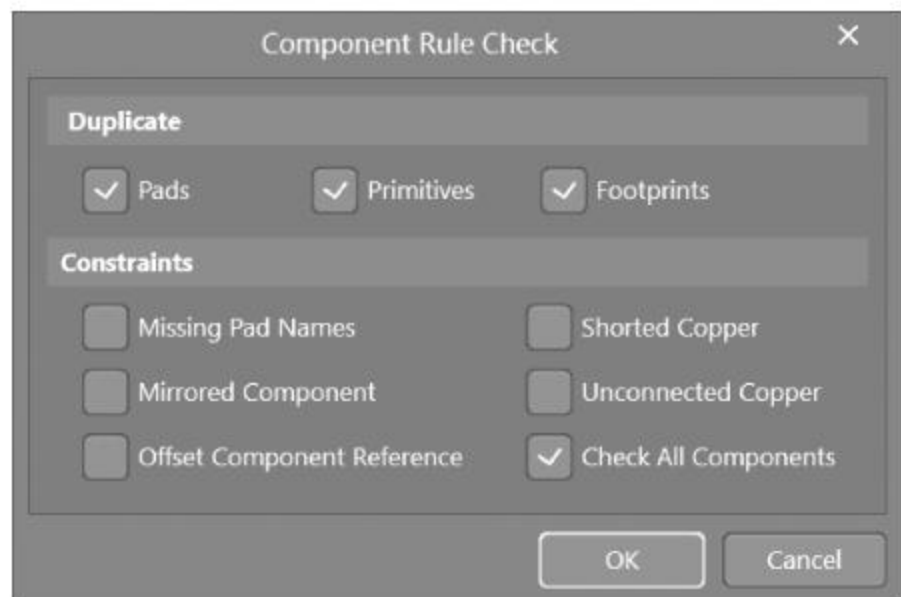 Component Rule Check
Duplicate
Pads Primitives Footprints
Constraints
Missing Pad Names Shorted Copper
Mirrored Component Unconnected Copper
Offset Component Reference Check All Components
OK Cancel